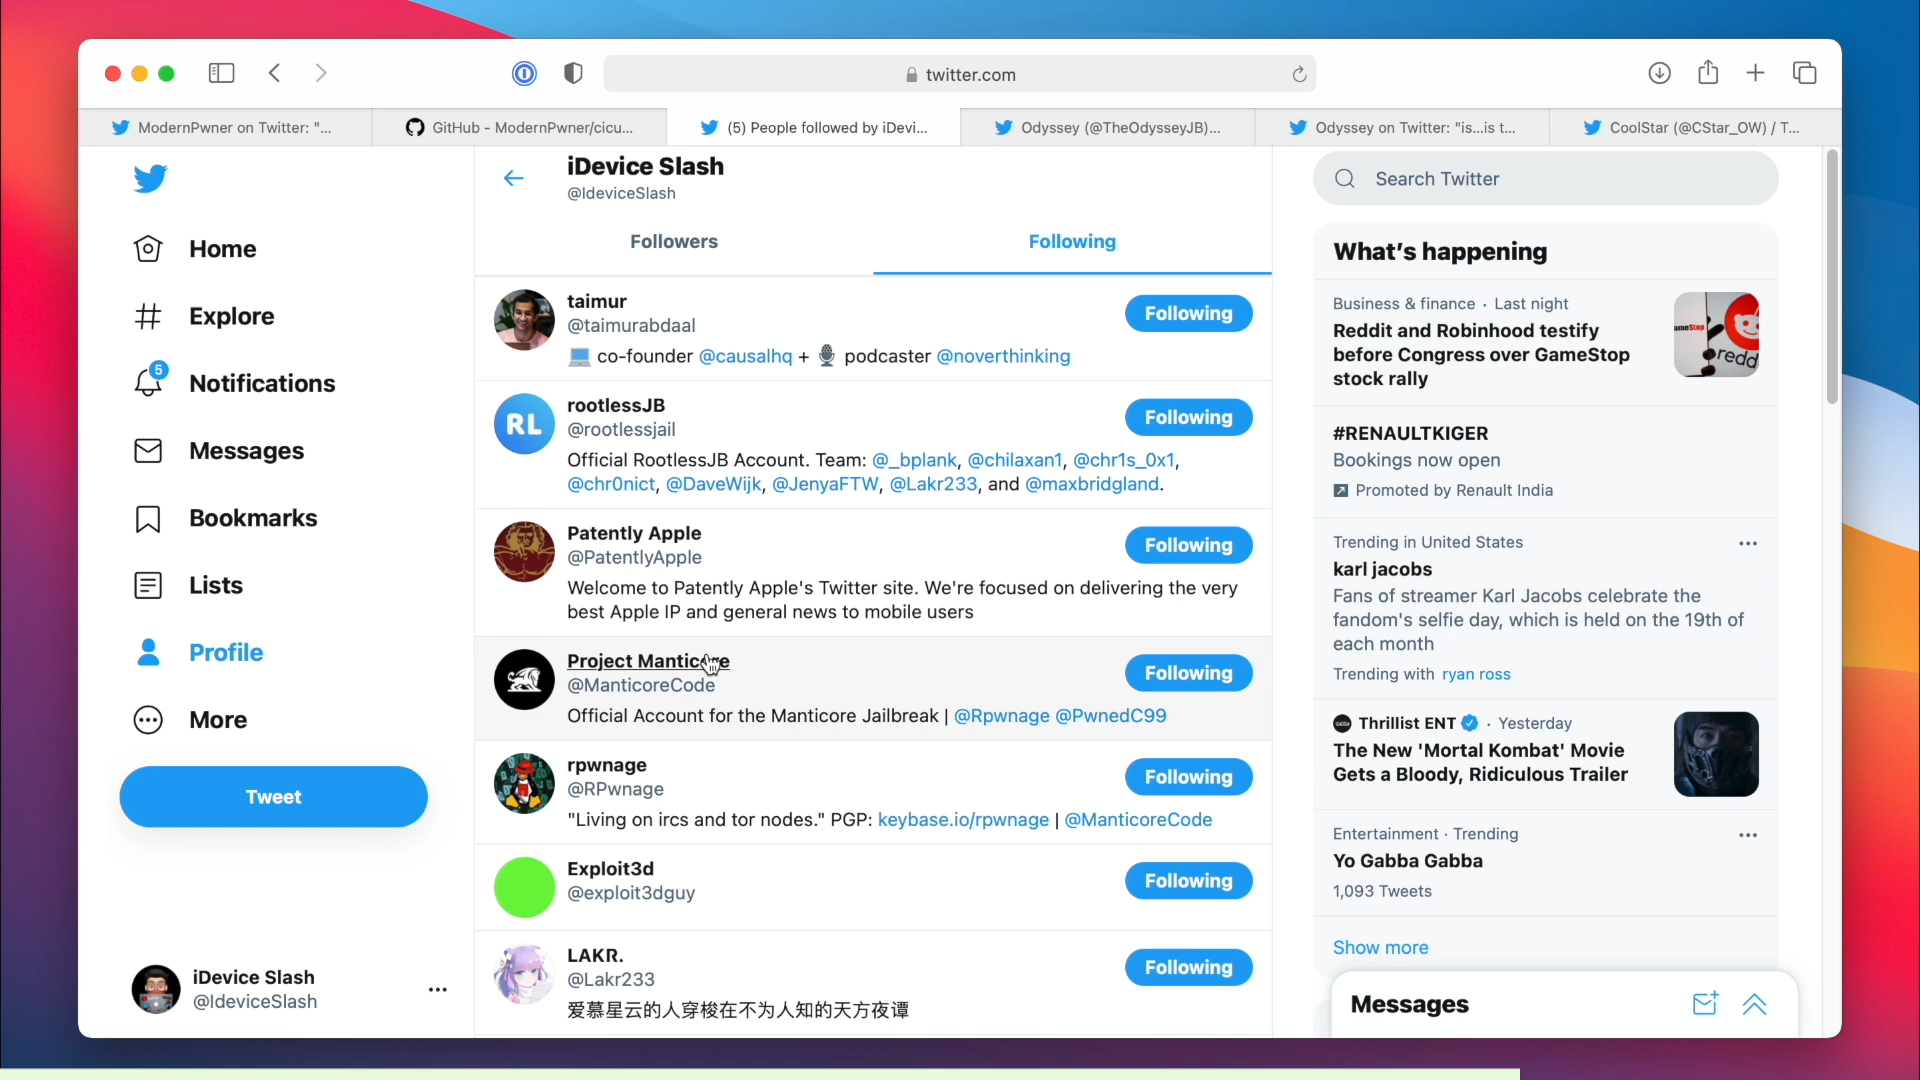 twitter.com
ModernPwner on Twitter: "...
GitHub - ModernPwner/cicu...
(5) People followed by iDevi...
Odyssey (@TheOdysseyJB)...
Odyssey on Twitter: "is...is t...
CoolStar (@CStar_OW) / T...
Home
Explore
5
Notifications
Messages
Bookmarks
Lists
Profile
More
Tweet
iDevice Slash
@IdeviceSlash
iDevice Slash
@IdeviceSlash
Followers
Following
taimur
@taimurabdaal
Following
💻 co-founder @causalhq + 🎙 podcaster @noverthinking
RL
rootlessJB
@rootlessjail
Following
Official RootlessJB Account. Team: @_bplank, @chilaxan1, @chr1s_0x1,
@chr0nict, @DaveWijk, @JenyaFTW, @Lakr233, and @maxbridgland.
Patently Apple
@PatentlyApple
Following
Welcome to Patently Apple's Twitter site. We're focused on delivering the very
best Apple IP and general news to mobile users
Project Manticore
@ManticoreCode
Following
Official Account for the Manticore Jailbreak | @Rpwnage @PwnedC99
rpwnage
@RPwnage
Following
"Living on ircs and tor nodes." PGP: keybase.io/rpwnage | @ManticoreCode
Exploit3d
@exploit3dguy
Following
LAKR.
@Lakr233
Following
爱慕星云的人穿梭在不为人知的天方夜谭
Search Twitter
What's happening
Business & finance · Last night
Reddit and Robinhood testify
before Congress over GameStop
stock rally
ameStop
redd
#RENAULTKIGER
Bookings now open
Promoted by Renault India
Trending in United States
karl jacobs
Fans of streamer Karl Jacobs celebrate the
fandom's selfie day, which is held on the 19th of
each month
Trending with ryan ross
Thrillist ENT · Yesterday
The New 'Mortal Kombat' Movie
Gets a Bloody, Ridiculous Trailer
Entertainment · Trending
Yo Gabba Gabba
1,093 Tweets
Show more
Messages